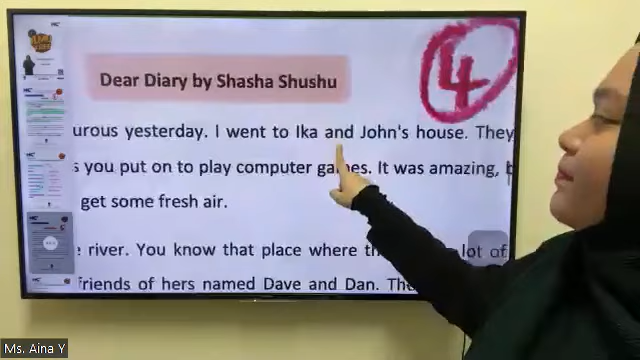 Dear Diary by Shasha Shushu
4
urous yesterday. I went to Ika and John's house. They
s you put on to play computer games. It was amazing,
get some fresh air.
river. You know that place where lot of
friends of hers named Dave and Dan.
Ms. Aina Y